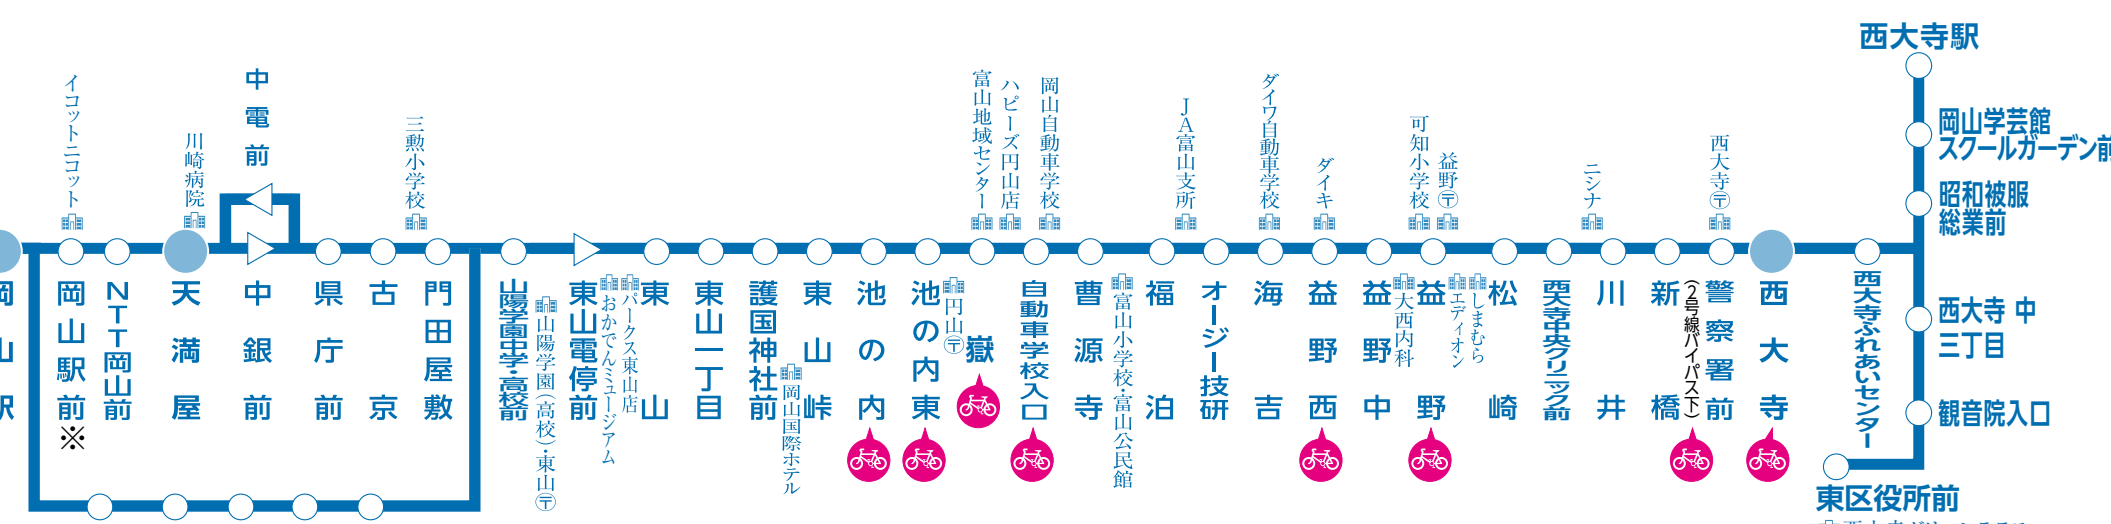 西大寺駅
岡山学芸館
スクールガーデン前
昭和被服
総業前
西大寺 中
三丁目
観音院入口
東区役所前
イコットニコット
川崎病院
中電前
三勲小学校
富山地域センター
ハピーズ円山店
岡山自動車学校
JA富山支所
ダイワ自動車学校
ダイキ
可知小学校
益野〒
ニシナ
西大寺〒
岡山駅
岡山駅前※
NTT岡山前
天満屋
中銀前
県庁前
古京
門田屋敷
山陽学園中学・高校前
山陽学園(高校)・東山〒
東山電停前
おかでんミュージアム
パークス東山店
東山
東山一丁目
護国神社前
岡山国際ホテル
東山峠
池の内
池の内東
円山〒
嶽
自動車学校入口
曹源寺
富山小学校・富山公民館
福泊
オージー技研
海吉
益野西
益野中
大西内科
益野
エディオン
しまむら
松崎
西大寺中央クリニック前
川井
新橋
(2号線バイパス下)
警察署前
西大寺
西大寺ふれあいセンター